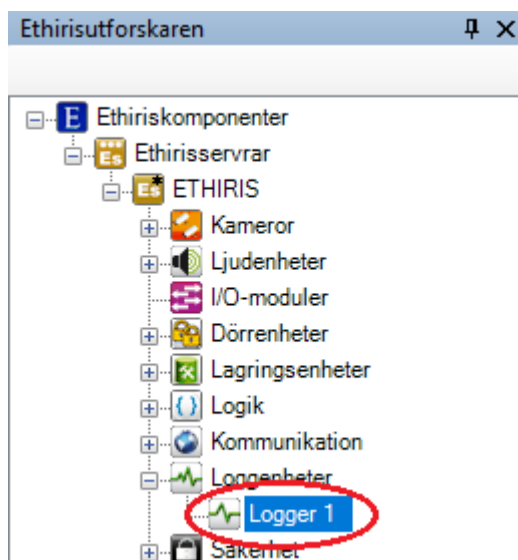 Ethirisutforskaren
Ethiriskomponenter
Ethirisservrar
ETHIRIS
Kameror
Ljudenheter
I/O-moduler
Dörrenheter
Lagringsenheter
Logik
Kommunikation
Loggenheter
Logger 1
Säkerhet